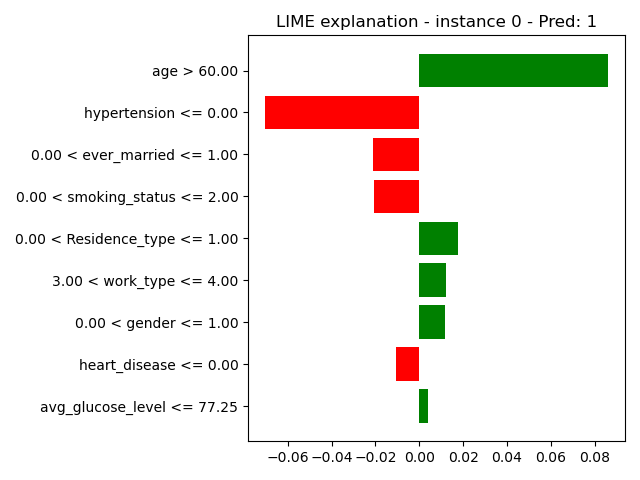 LIME explanation - instance 0 - Pred: 1
age > 60.00
hypertension <= 0.00
0.00 < ever_married <= 1.00
0.00 < smoking_status <= 2.00
0.00 < Residence_type <= 1.00
3.00 < work_type <= 4.00
0.00 < gender <= 1.00
heart_disease <= 0.00
avg_glucose_level <= 77.25
−0.06 −0.04 −0.02 0.00 0.02 0.04 0.06 0.08